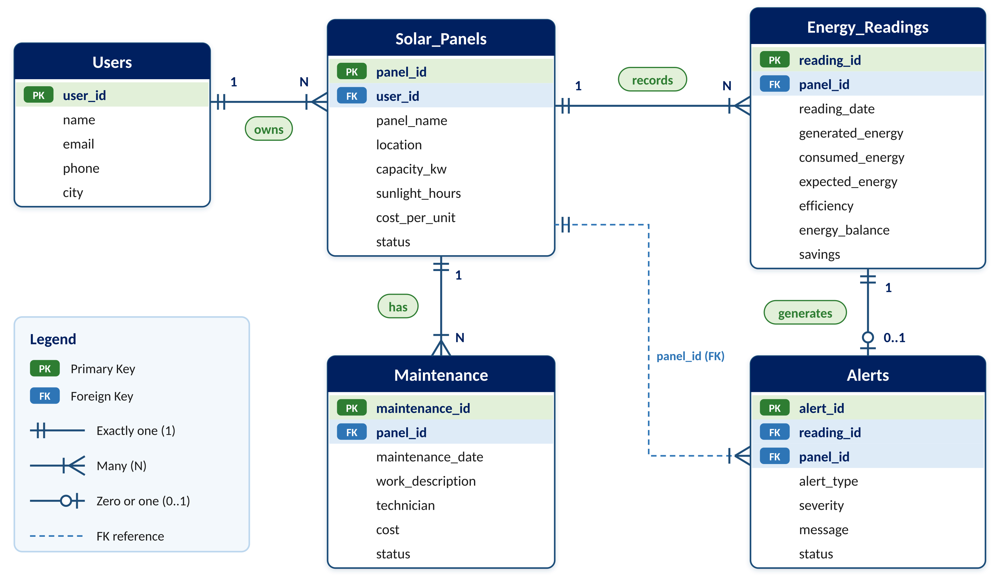 Users
PK user_id
name
email
phone
city
1
N
owns
Solar_Panels
PK panel_id
FK user_id
panel_name
location
capacity_kw
sunlight_hours
cost_per_unit
status
1
records
N
Energy_Readings
PK reading_id
FK panel_id
reading_date
generated_energy
consumed_energy
expected_energy
efficiency
energy_balance
savings
1
has
N
panel_id (FK)
1
generates
0..1
Maintenance
PK maintenance_id
FK panel_id
maintenance_date
work_description
technician
cost
status
Alerts
PK alert_id
FK reading_id
FK panel_id
alert_type
severity
message
status
Legend
PK Primary Key
FK Foreign Key
Exactly one (1)
Many (N)
Zero or one (0..1)
FK reference